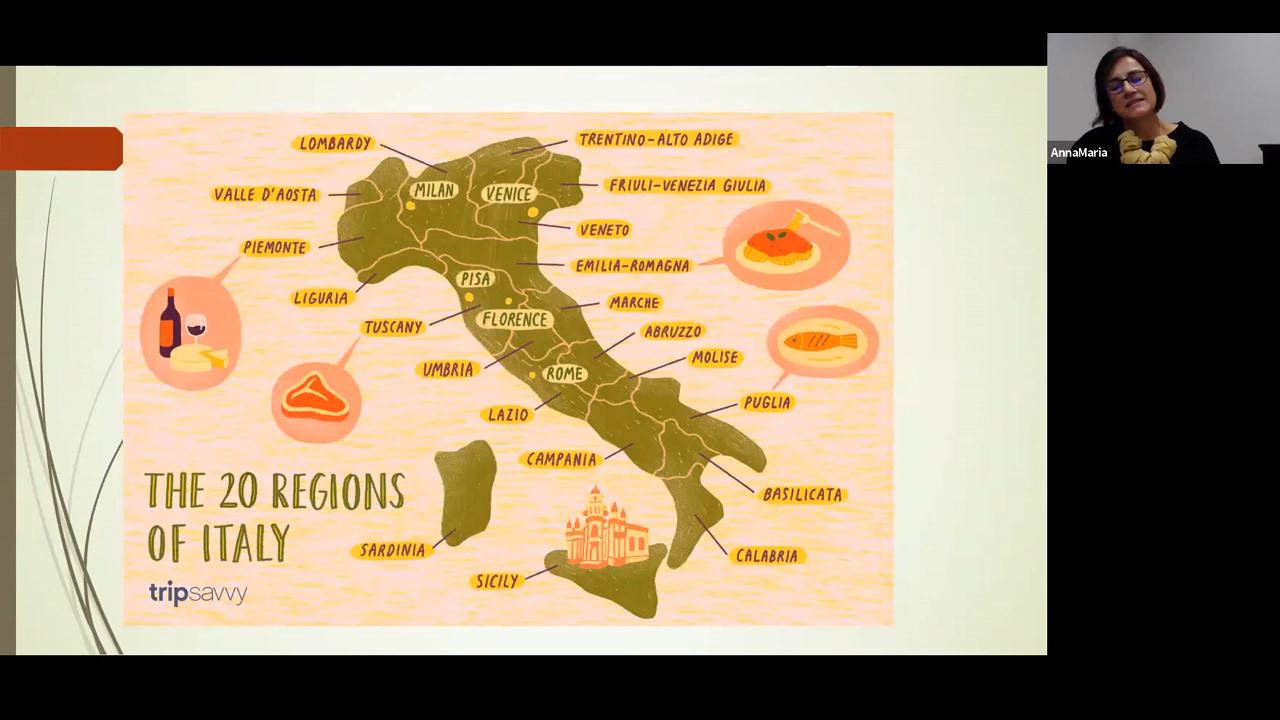 LOMBARDY
TRENTINO-ALTO ADIGE
VALLE D'AOSTA
MILAN
VENICE
FRIULI-VENEZIA GIULIA
VENETO
PIEMONTE
EMILIA-ROMAGNA
PISA
LIGURIA
MARCHE
TUSCANY
FLORENCE
ABRUZZO
MOLISE
UMBRIA
ROME
PUGLIA
LAZIO
CAMPANIA
BASILICATA
SARDINIA
CALABRIA
SICILY
THE 20 REGIONS
OF ITALY
tripsavvy
AnnaMaria